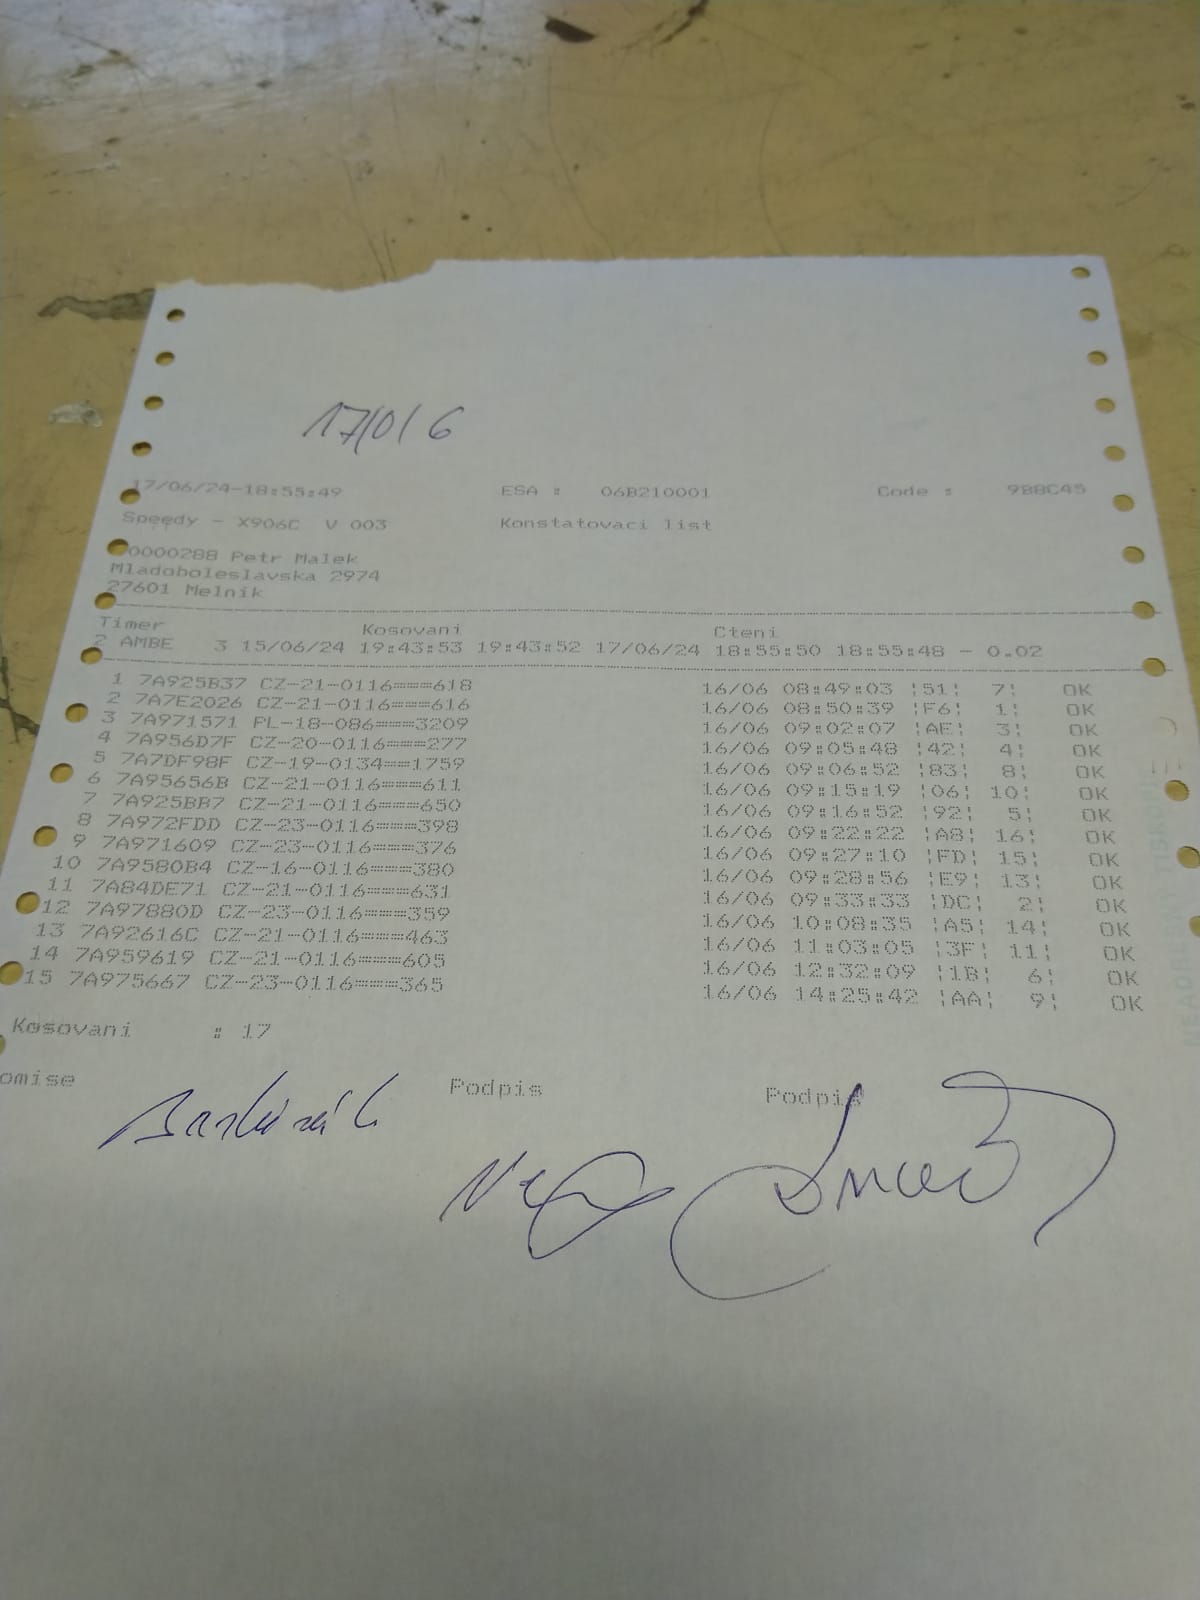 17/0/6
17/06/24-18:55:49 ESA : 06B210001 Code : 9B8C45
Speedy - X906C V 003 Konstatovaci list
0000288 Petr Malek
Mladoboleslavska 2974
27601 Melnik
Timer Kosovani Cteni
2 AMBE 3 15/06/24 19:43:53 19:43:52 17/06/24 18:55:50 18:55:48 - 0.02
1 7A925B37 CZ-21-0116===618 16/06 08:49:03 ¦51¦ 7¦ OK
2 7A7E2026 CZ-21-0116===616 16/06 08:50:39 ¦F6¦ 1¦ OK
3 7A971571 PL-18-086===3209 16/06 09:02:07 ¦AE¦ 3¦ OK
4 7A956D7F CZ-20-0116===277 16/06 09:05:48 ¦42¦ 4¦ OK
5 7A7DF98F CZ-19-0134==1759 16/06 09:06:52 ¦83¦ 8¦ OK
6 7A95656B CZ-21-0116===611 16/06 09:15:19 ¦06¦ 10¦ OK
7 7A925BB7 CZ-21-0116===650 16/06 09:16:52 ¦92¦ 5¦ OK
8 7A972FDD CZ-23-0116===398 16/06 09:22:22 ¦A8¦ 16¦ OK
9 7A971609 CZ-23-0116===376 16/06 09:27:10 ¦FD¦ 15¦ OK
10 7A9580B4 CZ-16-0116===380 16/06 09:28:56 ¦E9¦ 13¦ OK
11 7A84DE71 CZ-21-0116===631 16/06 09:33:33 ¦DC¦ 2¦ OK
12 7A97880D CZ-23-0116===359 16/06 10:08:35 ¦A5¦ 14¦ OK
13 7A92616C CZ-21-0116===463 16/06 11:03:05 ¦3F¦ 11¦ OK
14 7A959619 CZ-21-0116===605 16/06 12:32:09 ¦1B¦ 6¦ OK
15 7A975667 CZ-23-0116===365 16/06 14:25:42 ¦AA¦ 9¦ OK
Kosovani : 17
omise Podpis Podpis